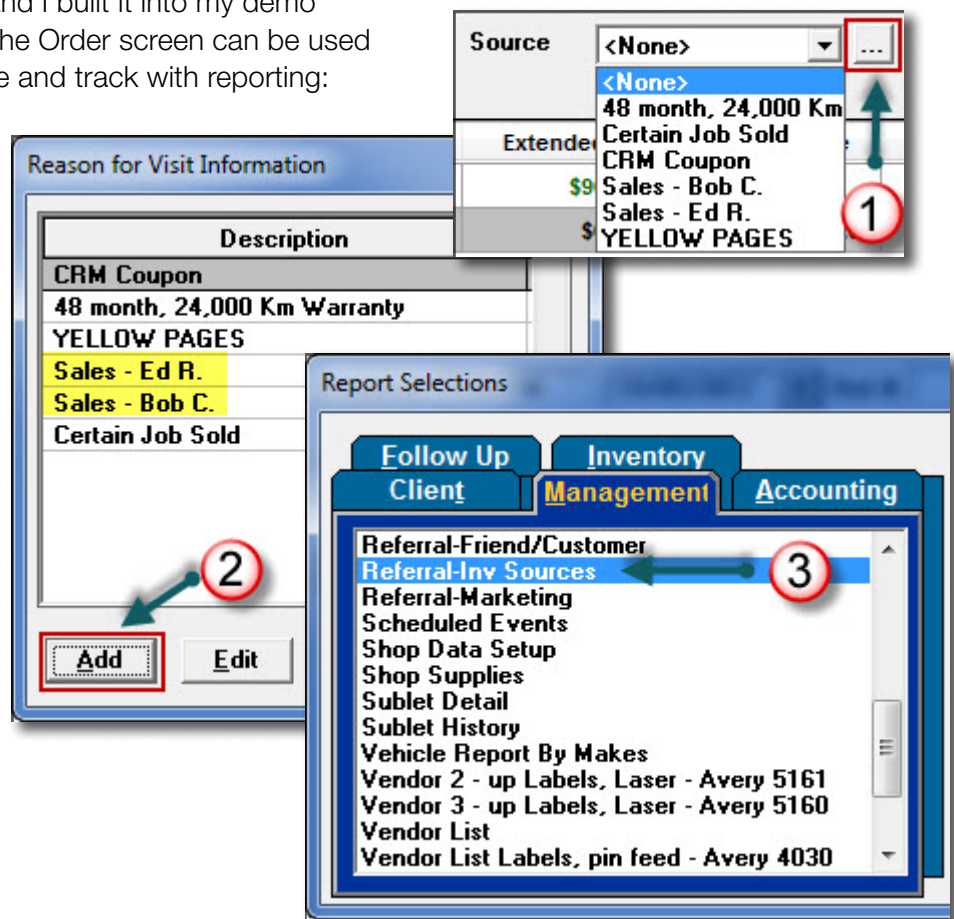 nd I built it into my demo
he Order screen can be used
e and track with reporting:
Source
<None>
...
<None>
48 month, 24,000 Km
Certain Job Sold
CRM Coupon
Sales - Bob C.
Sales - Ed R.
YELLOW PAGES
Extended
$9
$
1
Reason for Visit Information
Description
CRM Coupon
48 month, 24,000 Km Warranty
YELLOW PAGES
Sales - Ed R.
Sales - Bob C.
Certain Job Sold
2
Add
Edit
Report Selections
Follow Up
Inventory
Client
Management
Accounting
Referral-Friend/Customer
Referral-Inv Sources
3
Referral-Marketing
Scheduled Events
Shop Data Setup
Shop Supplies
Sublet Detail
Sublet History
Vehicle Report By Makes
Vendor 2 - up Labels, Laser - Avery 5161
Vendor 3 - up Labels, Laser - Avery 5160
Vendor List
Vendor List Labels, pin feed - Avery 4030